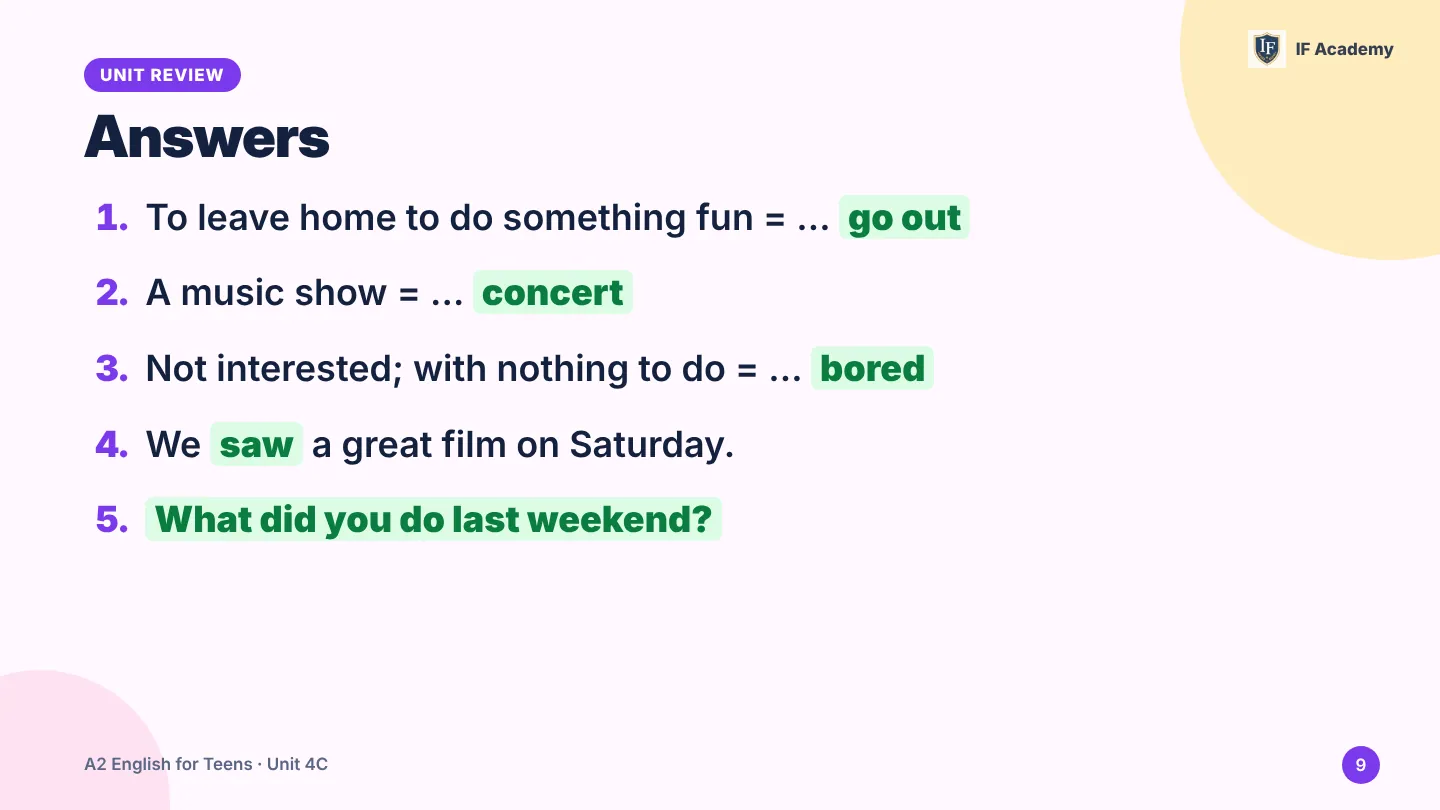 IF
IF Academy
UNIT REVIEW
Answers
1. To leave home to do something fun = ... go out
2. A music show = ... concert
3. Not interested; with nothing to do = ... bored
4. We saw a great film on Saturday.
5. What did you do last weekend?
A2 English for Teens · Unit 4C
9